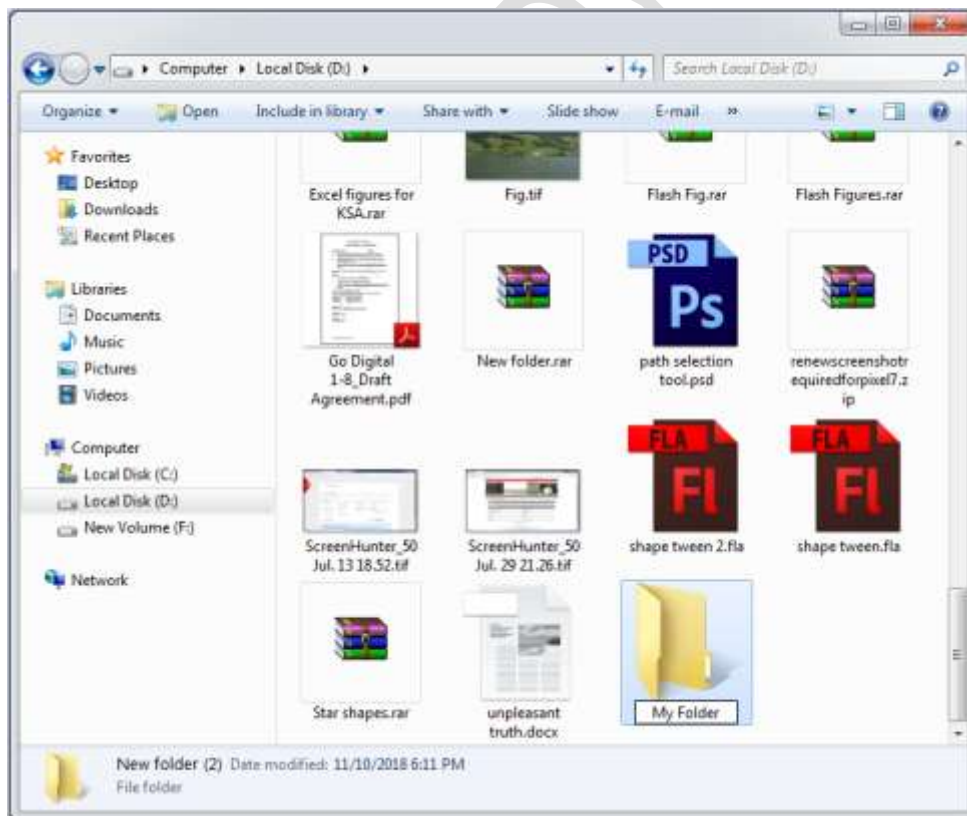 Computer ▸ Local Disk (D:) ▸
Search Local Disk (D:)
Organize Open Include in library Share with Slide show E-mail »
Favorites
Desktop
Downloads
Recent Places
Libraries
Documents
Music
Pictures
Videos
Computer
Local Disk (C:)
Local Disk (D:)
New Volume (F:)
Network
Excel figures for
KSA.rar
Fig.tif
Flash Fig.rar
Flash Figures.rar
Go Digital
1-8_Draft
Agreement.pdf
New folder.rar
PSD
Ps
path selection
tool.psd
renewscreenshotr
equiredforpixel7.z
ip
ScreenHunter_50
Jul. 13 18.52.tif
ScreenHunter_50
Jul. 29 21.26.tif
FLA
Fl
shape tween 2.fla
FLA
Fl
shape tween.fla
Star shapes.rar
unpleasant
truth.docx
My Folder
New folder (2) Date modified: 11/10/2018 6:11 PM
File folder